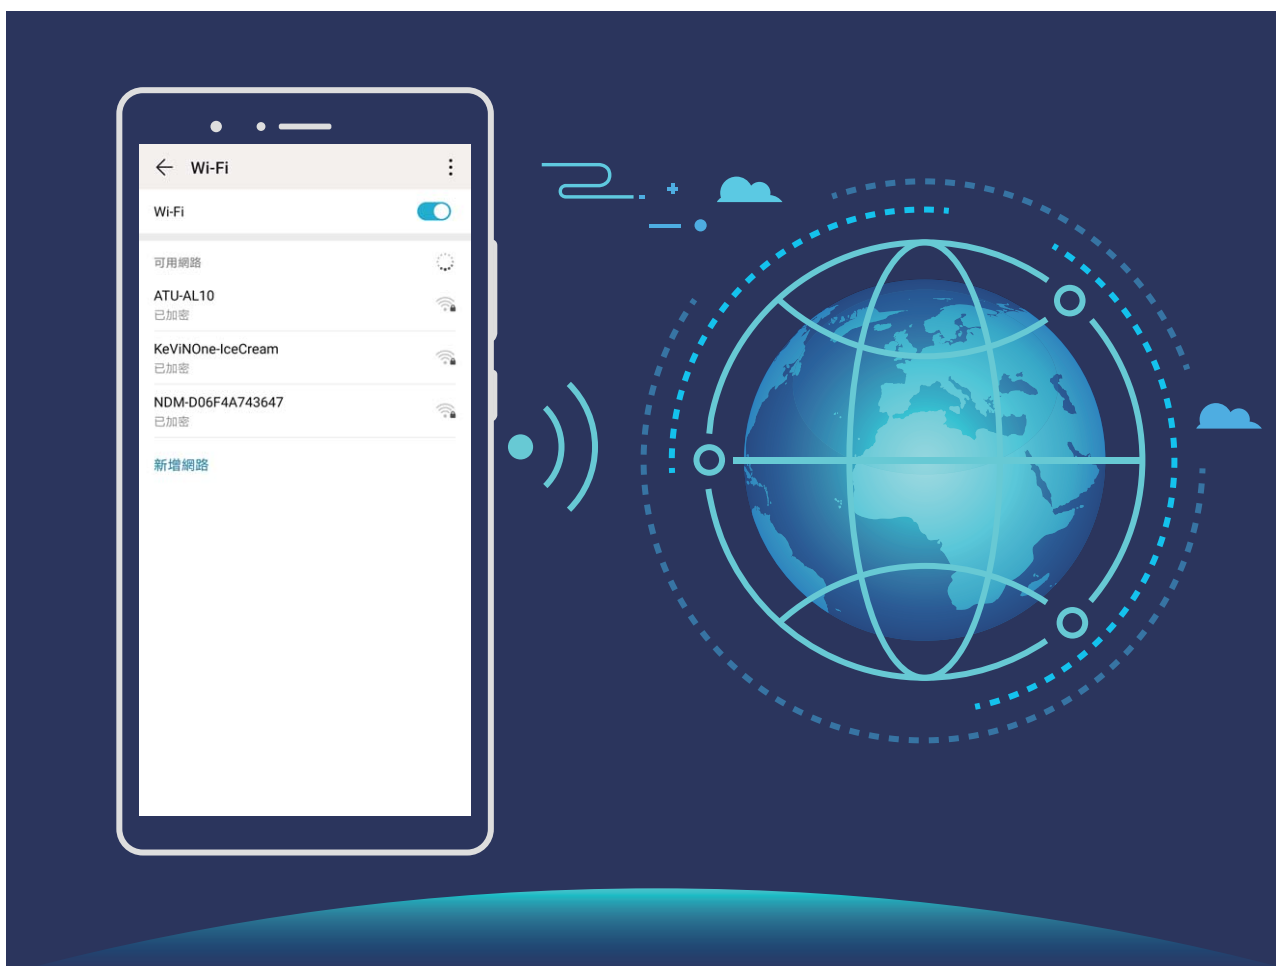 Wi-Fi
Wi-Fi
可用網路
ATU-AL10
已加密
KeViNOne-IceCream
已加密
NDM-D06F4A743647
已加密
新增網路